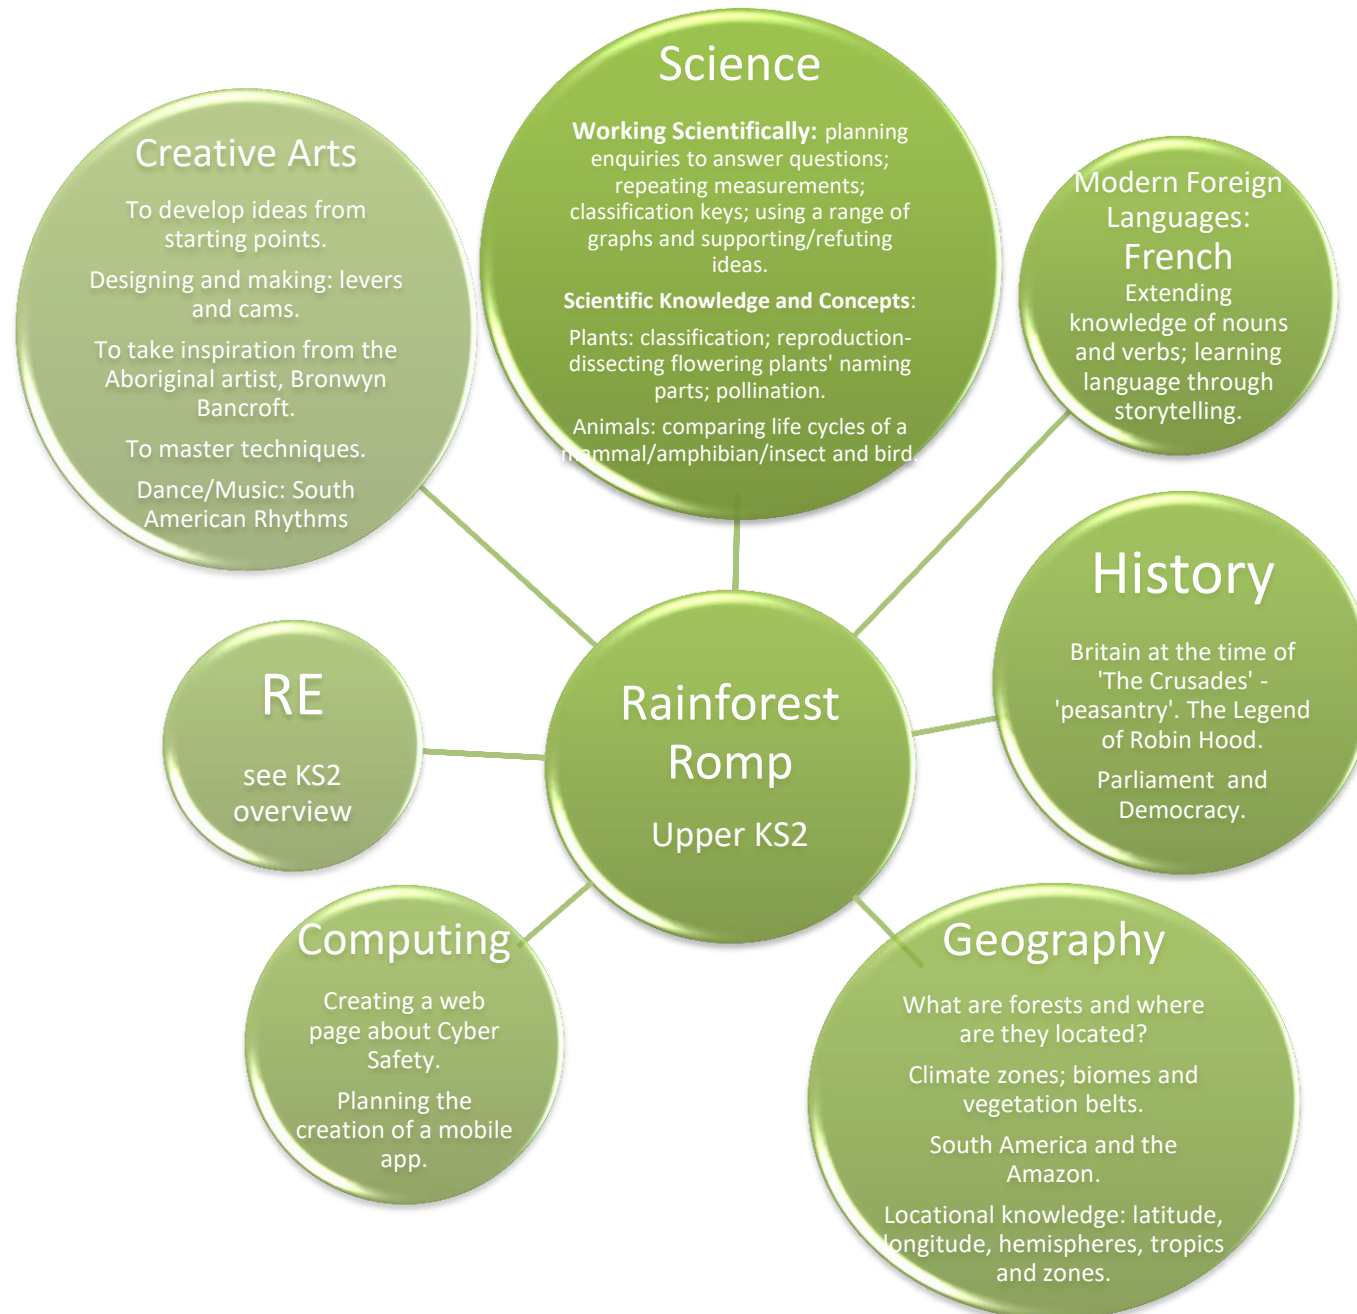 Science
Working Scientifically: planning
enquiries to answer questions;
repeating measurements;
classification keys; using a range of
graphs and supporting/refuting
ideas.
Scientific Knowledge and Concepts:
Plants: classification; reproduction-
dissecting flowering plants' naming
parts; pollination.
Animals: comparing life cycles of a
mammal/amphibian/insect and bird.
Creative Arts
To develop ideas from
starting points.
Designing and making: levers
and cams.
To take inspiration from the
Aboriginal artist, Bronwyn
Bancroft.
To master techniques.
Dance/Music: South
American Rhythms
Modern Foreign
Languages:
French
Extending
knowledge of nouns
and verbs; learning
language through
storytelling.
History
Britain at the time of
'The Crusades' -
'peasantry'. The Legend
of Robin Hood.
Parliament and
Democracy.
RE
see KS2
overview
Rainforest
Romp
Upper KS2
Computing
Creating a web
page about Cyber
Safety.
Planning the
creation of a mobile
app.
Geography
What are forests and where
are they located?
Climate zones; biomes and
vegetation belts.
South America and the
Amazon.
Locational knowledge: latitude,
longitude, hemispheres, tropics
and zones.